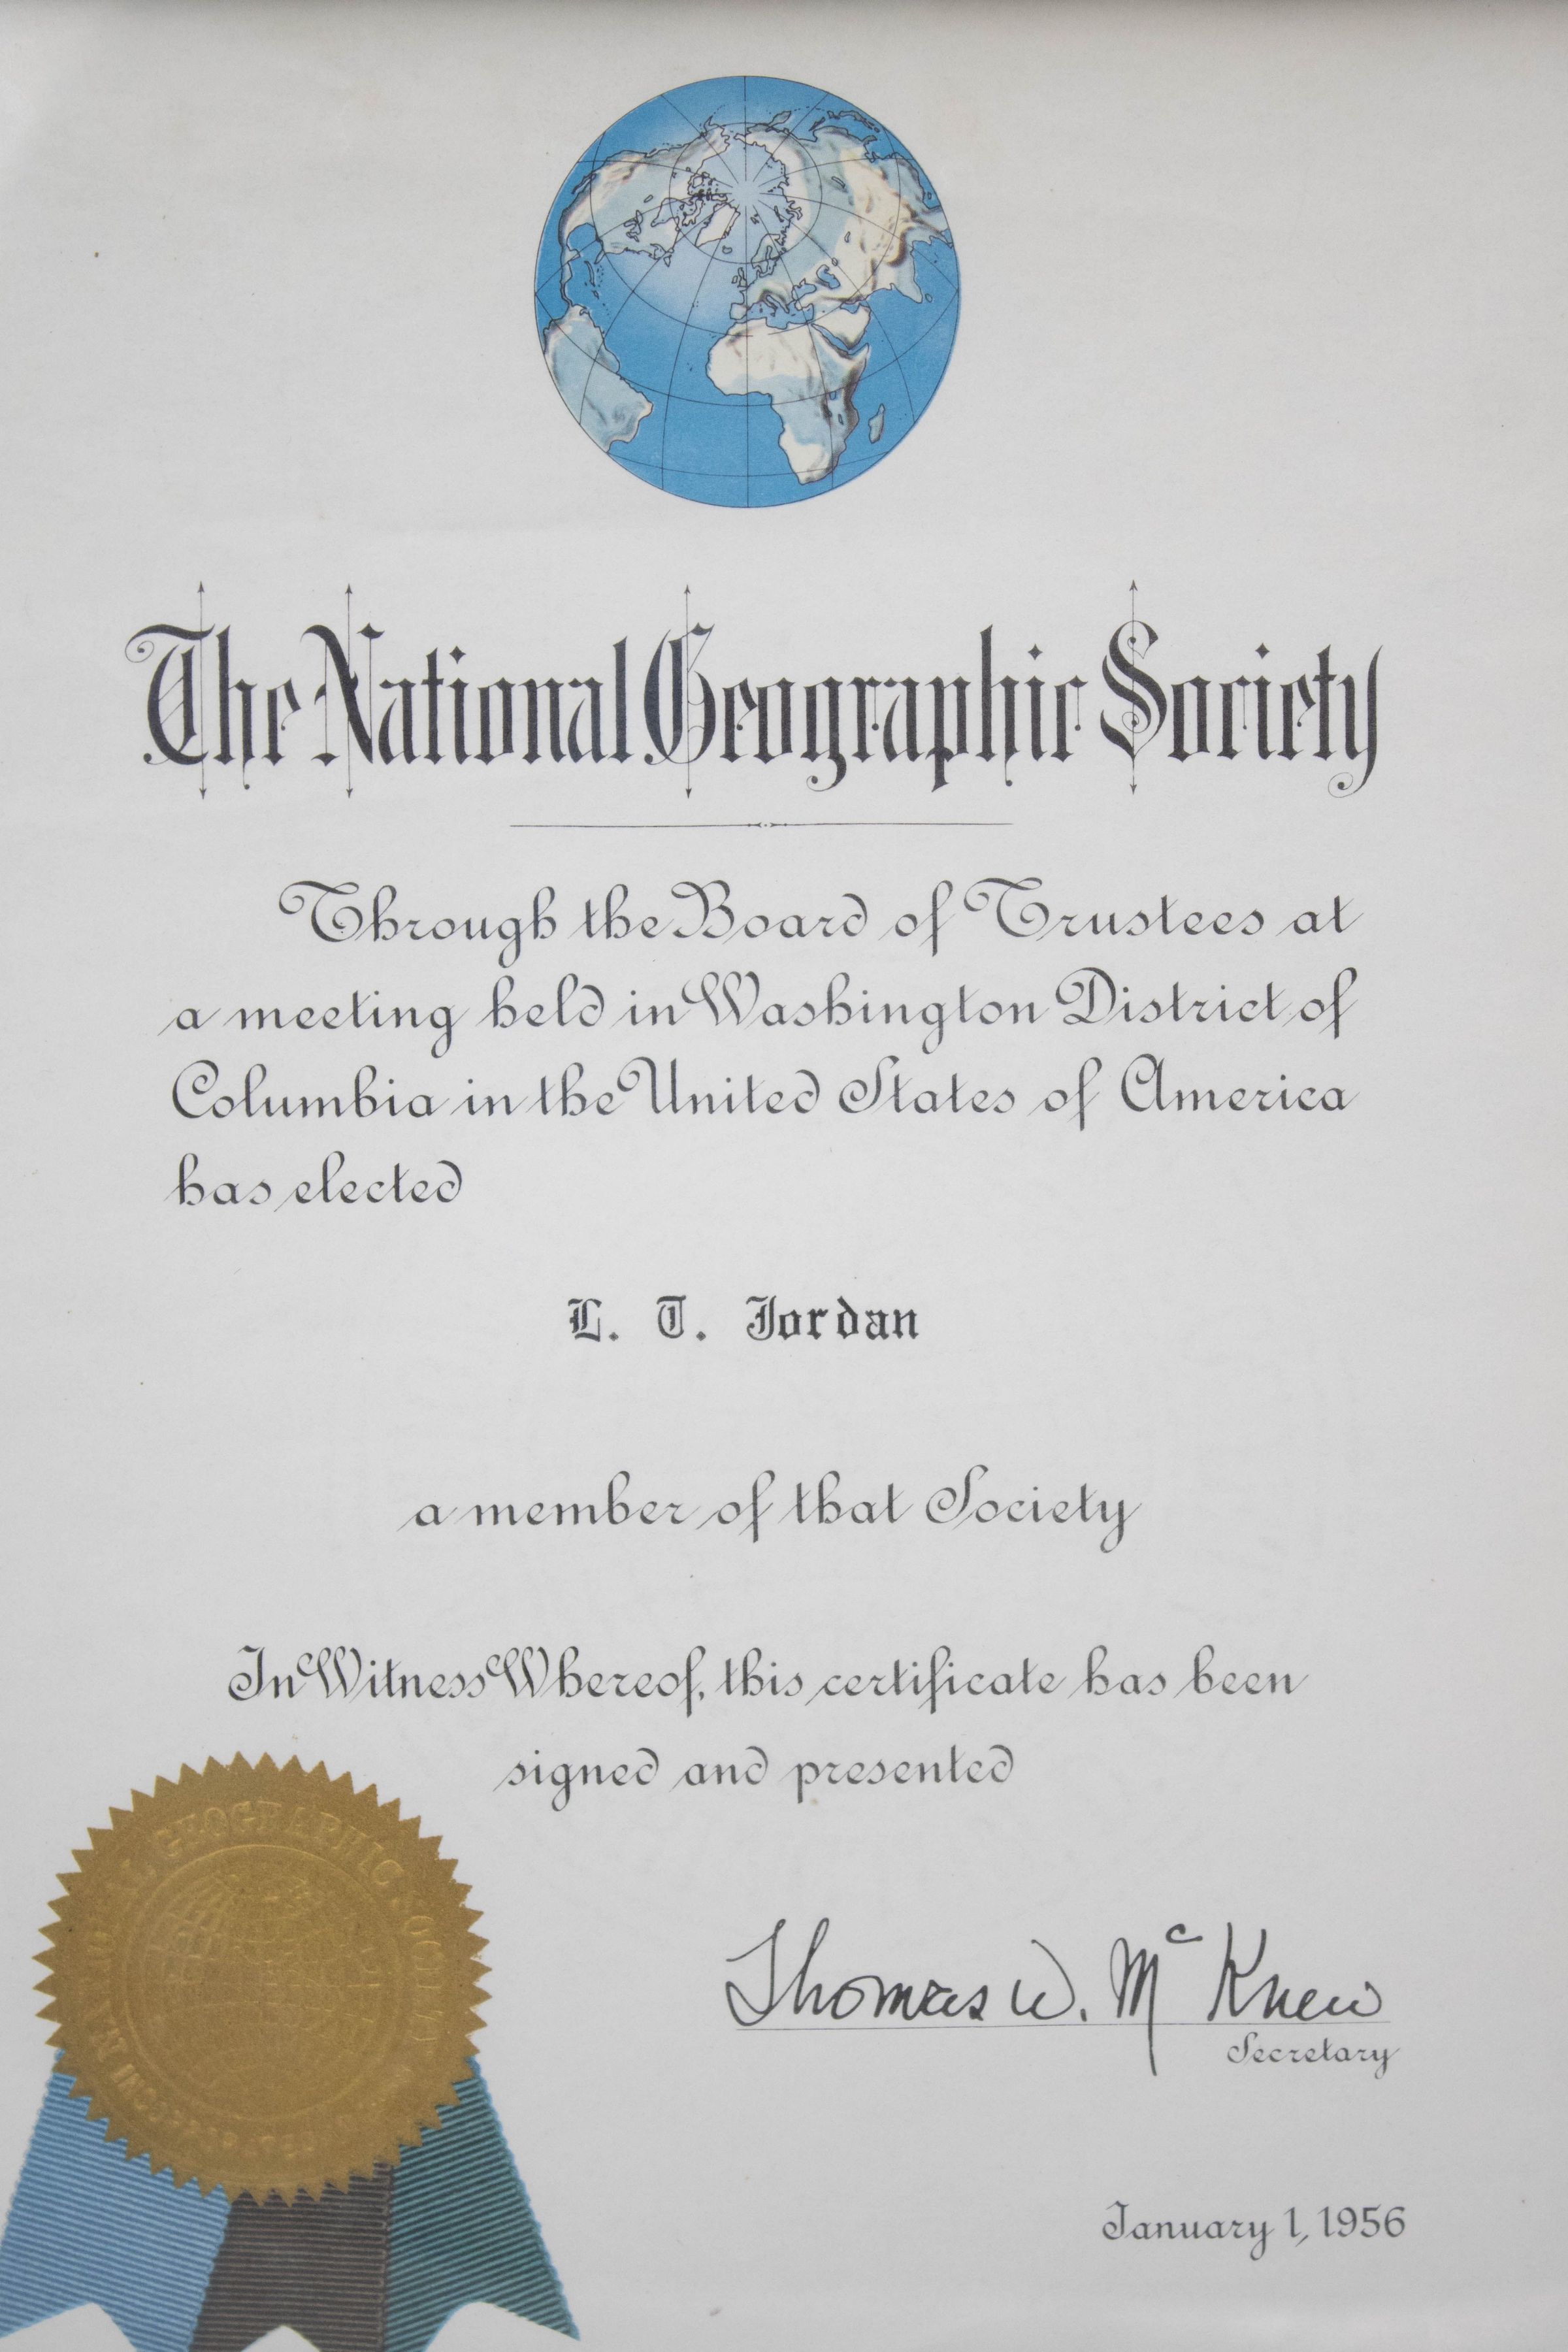 The National Geographic Society
Through the Board of Trustees at
a meeting held in Washington District of
Columbia in the United States of America
has elected
L. T. Jordan
a member of that Society
In Witness Whereof, this certificate has been
signed and presented
GEOGRAPHIC
Thomas W. McKnew
Secretary
January 1, 1956